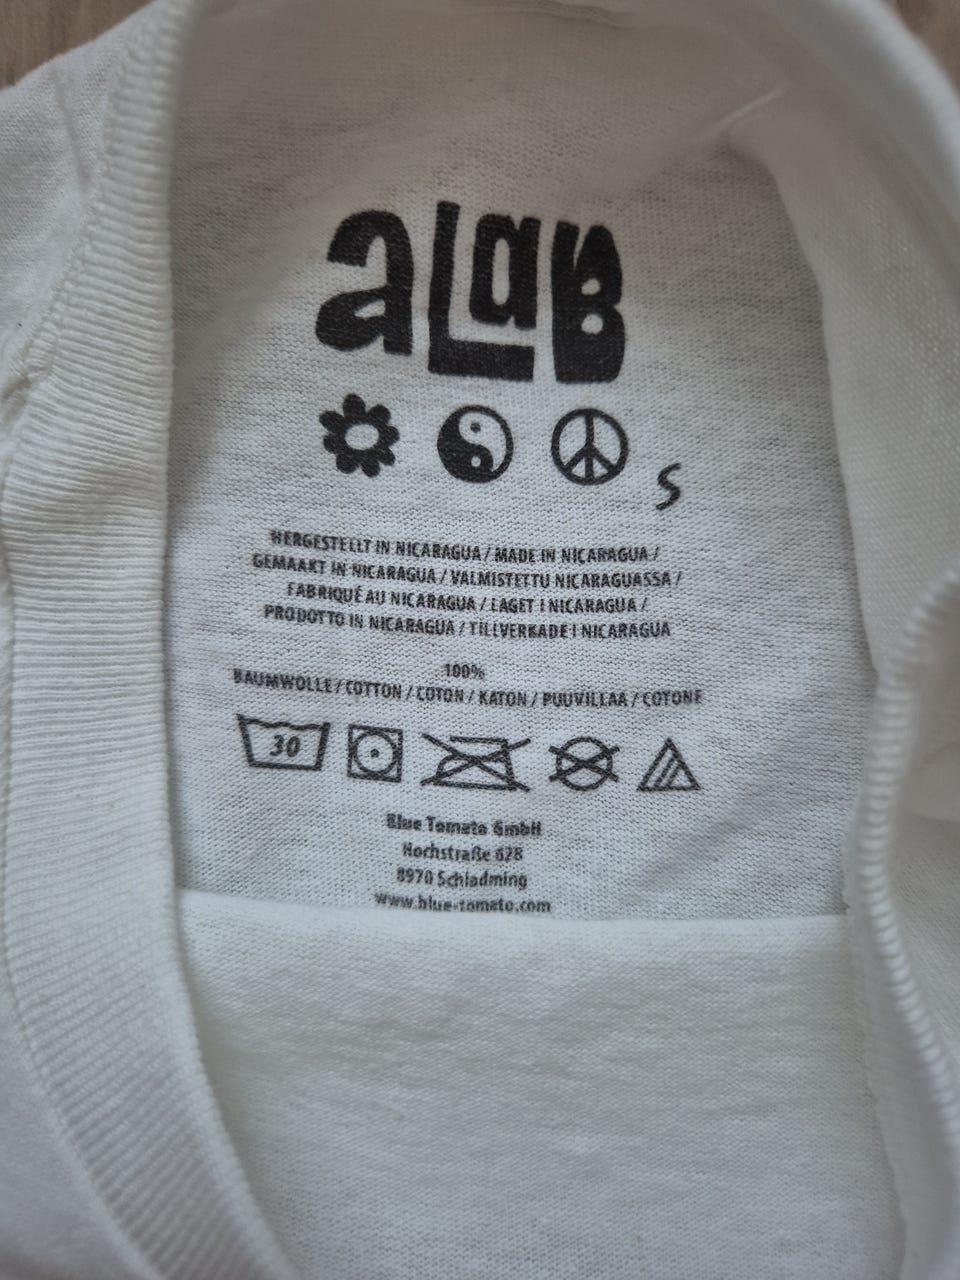 aLaB
S
HERGESTELLT IN NICARAGUA / MADE IN NICARAGUA /
GEMAAKT IN NICARAGUA / VALMISTETTU NICARAGUASSA /
FABRIQUÉ AU NICARAGUA / LAGET I NICARAGUA /
PRODOTTO IN NICARAGUA / TILLVERKADE I NICARAGUA
100%
BAUMWOLLE / COTTON / COTON / KATON / PUUVILLAA / COTONE
30
Blue Tomato GmbH
Hochstraße 628
8970 Schladming
www.blue-tomato.com